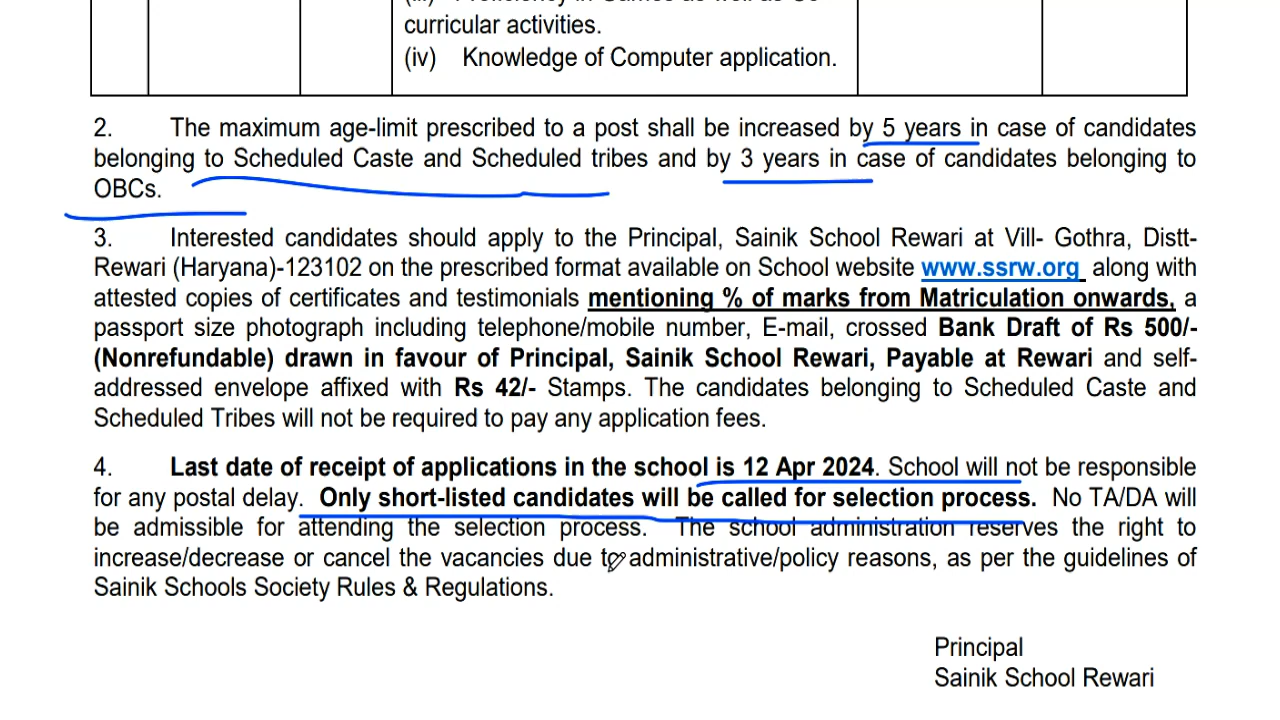 (iii) Proficiency in Games as well as Co-
curricular activities.
(iv) Knowledge of Computer application.
2. The maximum age-limit prescribed to a post shall be increased by 5 years in case of candidates
belonging to Scheduled Caste and Scheduled tribes and by 3 years in case of candidates belonging to
OBCs.
3. Interested candidates should apply to the Principal, Sainik School Rewari at Vill- Gothra, Distt-
Rewari (Haryana)-123102 on the prescribed format available on School website www.ssrw.org along with
attested copies of certificates and testimonials mentioning % of marks from Matriculation onwards, a
passport size photograph including telephone/mobile number, E-mail, crossed Bank Draft of Rs 500/-
(Nonrefundable) drawn in favour of Principal, Sainik School Rewari, Payable at Rewari and self-
addressed envelope affixed with Rs 42/- Stamps. The candidates belonging to Scheduled Caste and
Scheduled Tribes will not be required to pay any application fees.
4. Last date of receipt of applications in the school is 12 Apr 2024. School will not be responsible
for any postal delay. Only short-listed candidates will be called for selection process. No TA/DA will
be admissible for attending the selection process. The school administration reserves the right to
increase/decrease or cancel the vacancies due to administrative/policy reasons, as per the guidelines of
Sainik Schools Society Rules & Regulations.
Principal
Sainik School Rewari